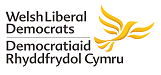 Welsh Liberal
Democrats
Democratiaid
Rhyddfrydol Cymru